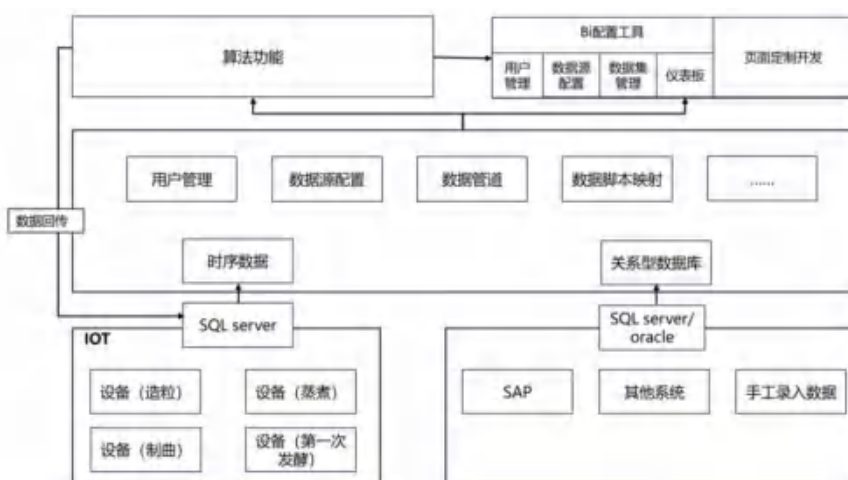 算法功能
Bi配置工具
用户
管理
数据源
配置
数据集
管理
仪表板
页面定制开发
用户管理
数据源配置
数据管道
数据脚本映射
……
数据回传
时序数据
关系型数据库
SQL server
SQL server/
oracle
IOT
设备（造粒）
设备（蒸煮）
SAP
其他系统
手工录入数据
设备（制曲）
设备（第一次
发酵）